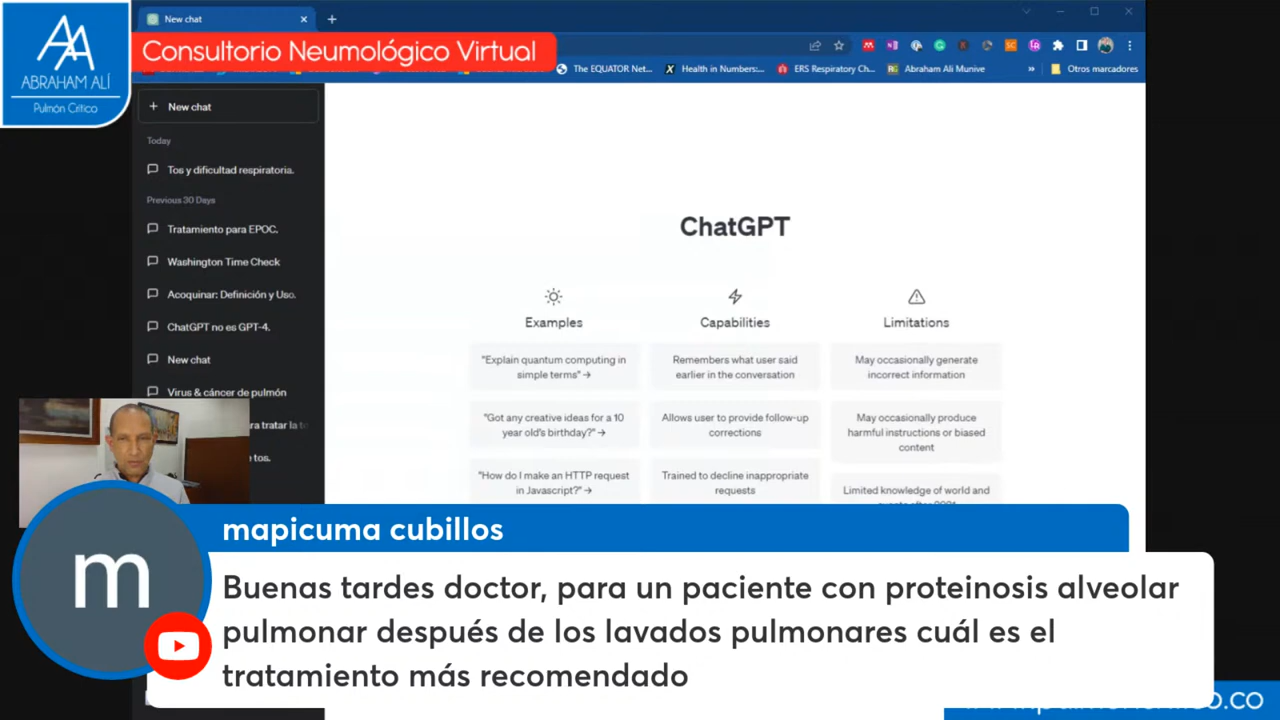 New chat
Consultorio Neumológico Virtual
ABRAHAM ALÍ
Pulmón Crítico
The EQUATOR Net...
Health in Numbers:...
ERS Respiratory Ch...
Abraham Ali Munive
»
Otros marcadores
+ New chat
Today
Tos y dificultad respiratoria.
Previous 30 Days
Tratamiento para EPOC.
Washington Time Check
Acoquinar: Definición y Uso.
ChatGPT no es GPT-4.
New chat
Virus & cáncer de pulmón
ra tratar la t
e tos.
ChatGPT
Examples
"Explain quantum computing in
simple terms" →
"Got any creative ideas for a 10
year old's birthday?" →
"How do I make an HTTP request
in Javascript?" →
Capabilities
Remembers what user said
earlier in the conversation
Allows user to provide follow-up
corrections
Trained to decline inappropriate
requests
Limitations
May occasionally generate
incorrect information
May occasionally produce
harmful instructions or biased
content
Limited knowledge of world and
m
mapicuma cubillos
Buenas tardes doctor, para un paciente con proteinosis alveolar
pulmonar después de los lavados pulmonares cuál es el
tratamiento más recomendado